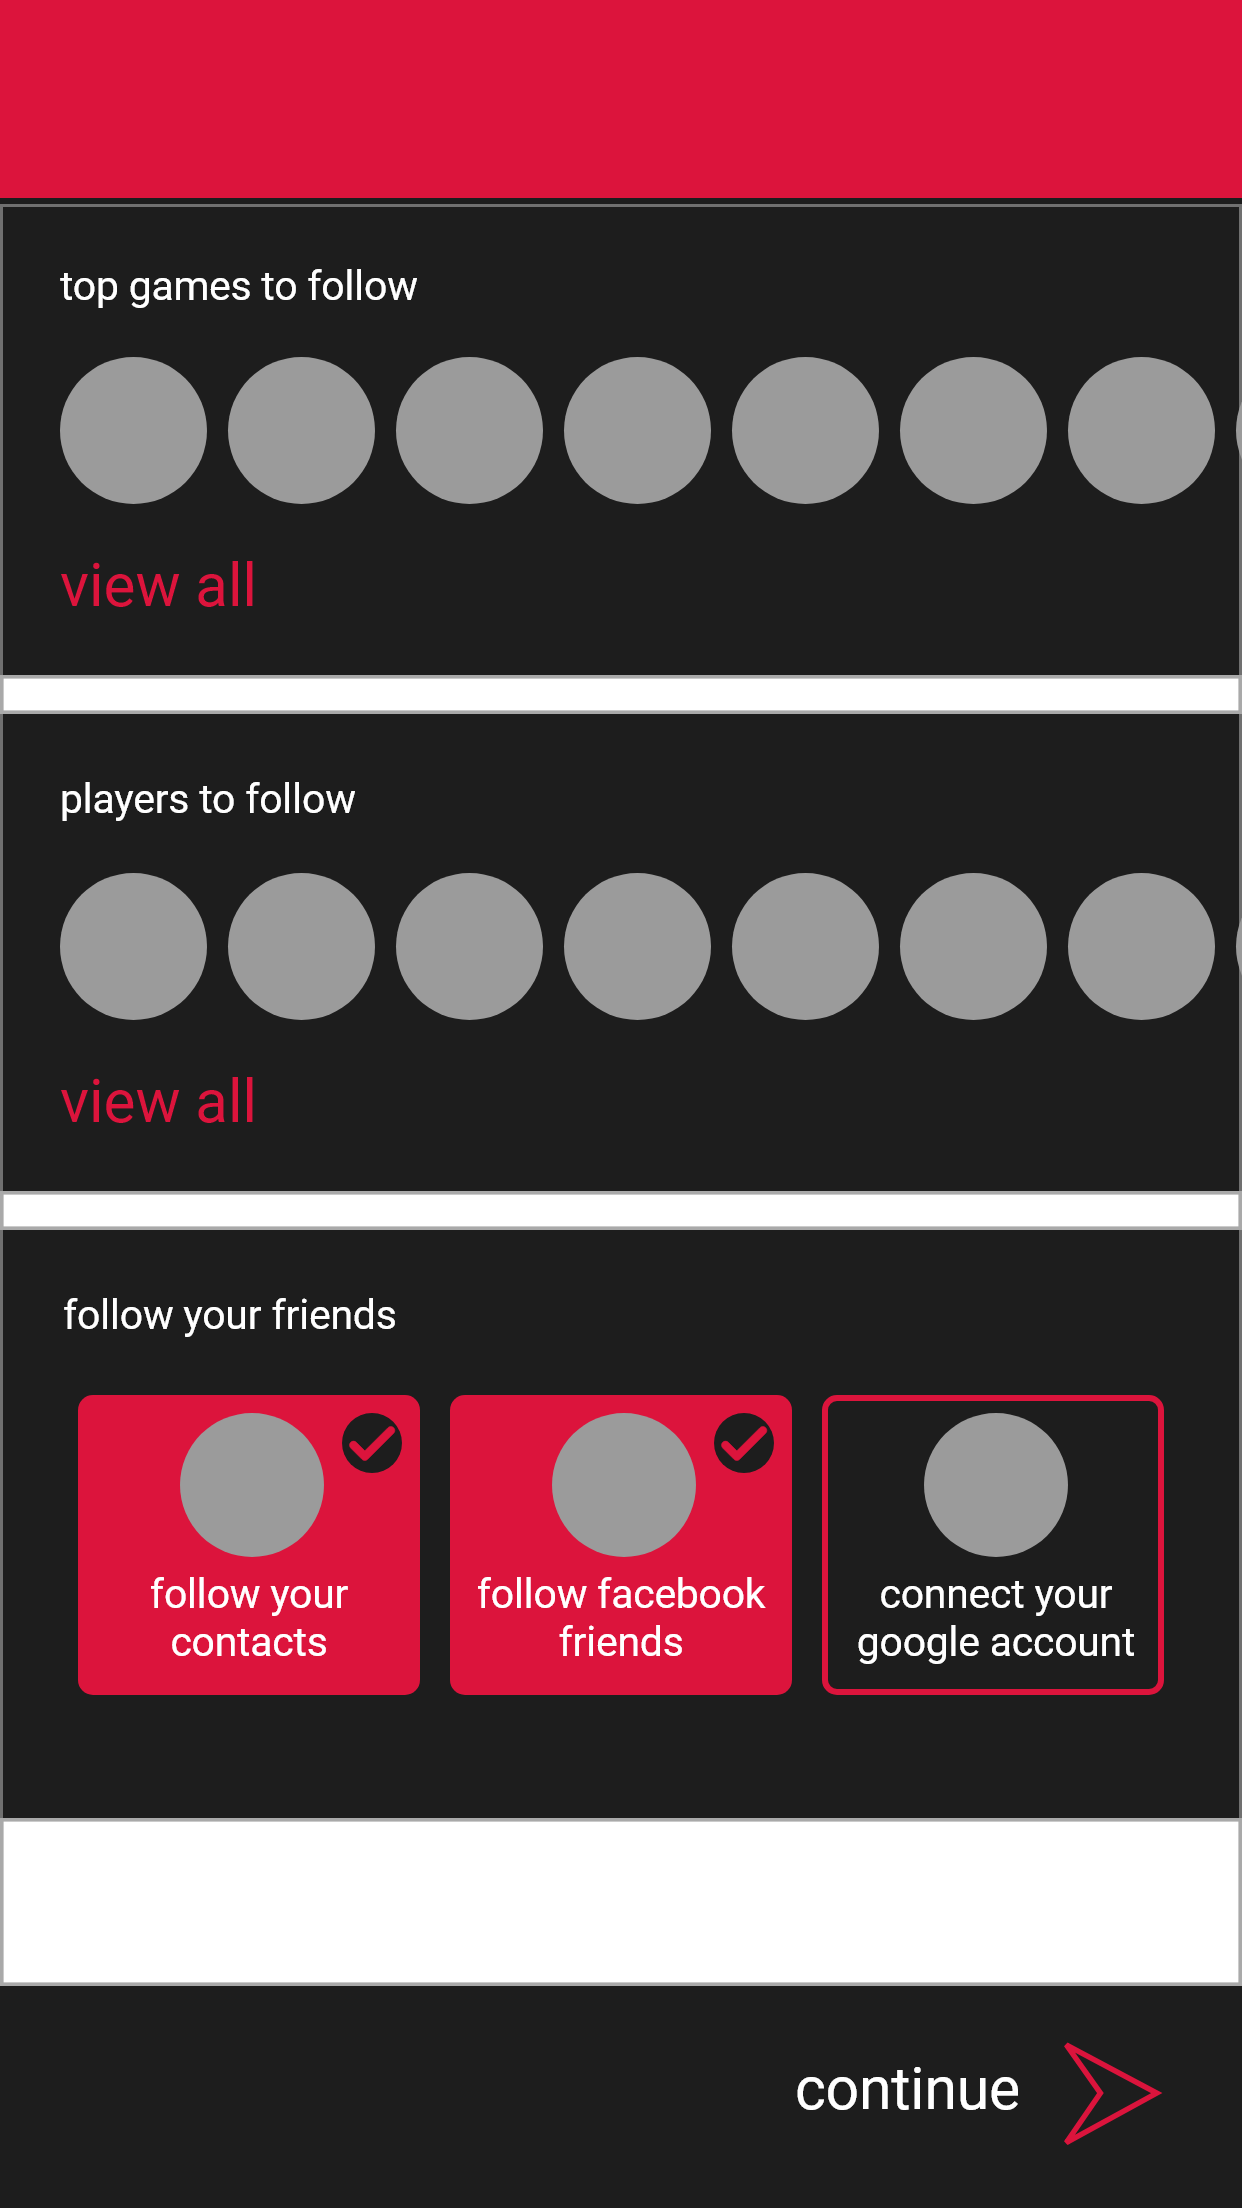 top games to follow
view all
players to follow
view all
follow your friends
follow your
contacts
follow facebook
friends
connect your
google account
continue